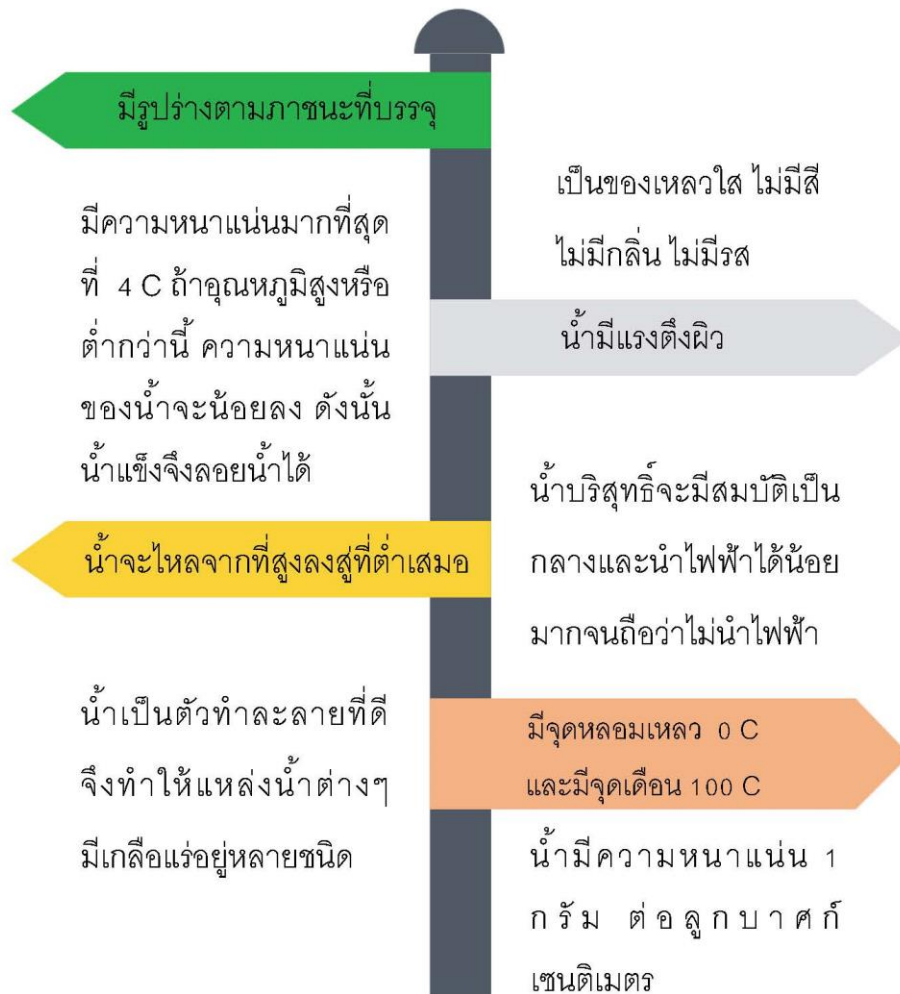 มีรูปร่างตามภาชนะที่บรรจุ
เป็นของเหลวใส ไม่มีสี
ไม่มีกลิ่น ไม่มีรส
มีความหนาแน่นมากที่สุด
ที่ 4 C ถ้าอุณหภูมิสูงหรือ
ต่ำกว่านี้ ความหนาแน่น
ของน้ำจะน้อยลง ดังนั้น
น้ำแข็งจึงลอยน้ำได้
น้ำมีแรงตึงผิว
น้ำบริสุทธิ์จะมีสมบัติเป็น
กลางและนำไฟฟ้าได้น้อย
มากจนถือว่าไม่นำไฟฟ้า
น้ำจะไหลจากที่สูงลงสู่ที่ต่ำเสมอ
น้ำเป็นตัวทำละลายที่ดี
จึงทำให้แหล่งน้ำต่างๆ
มีเกลือแร่อยู่หลายชนิด
มีจุดหลอมเหลว 0 C
และมีจุดเดือน 100 C
น้ำมีความหนาแน่น 1
กรัม ต่อลูกบาศก์
เซนติเมตร